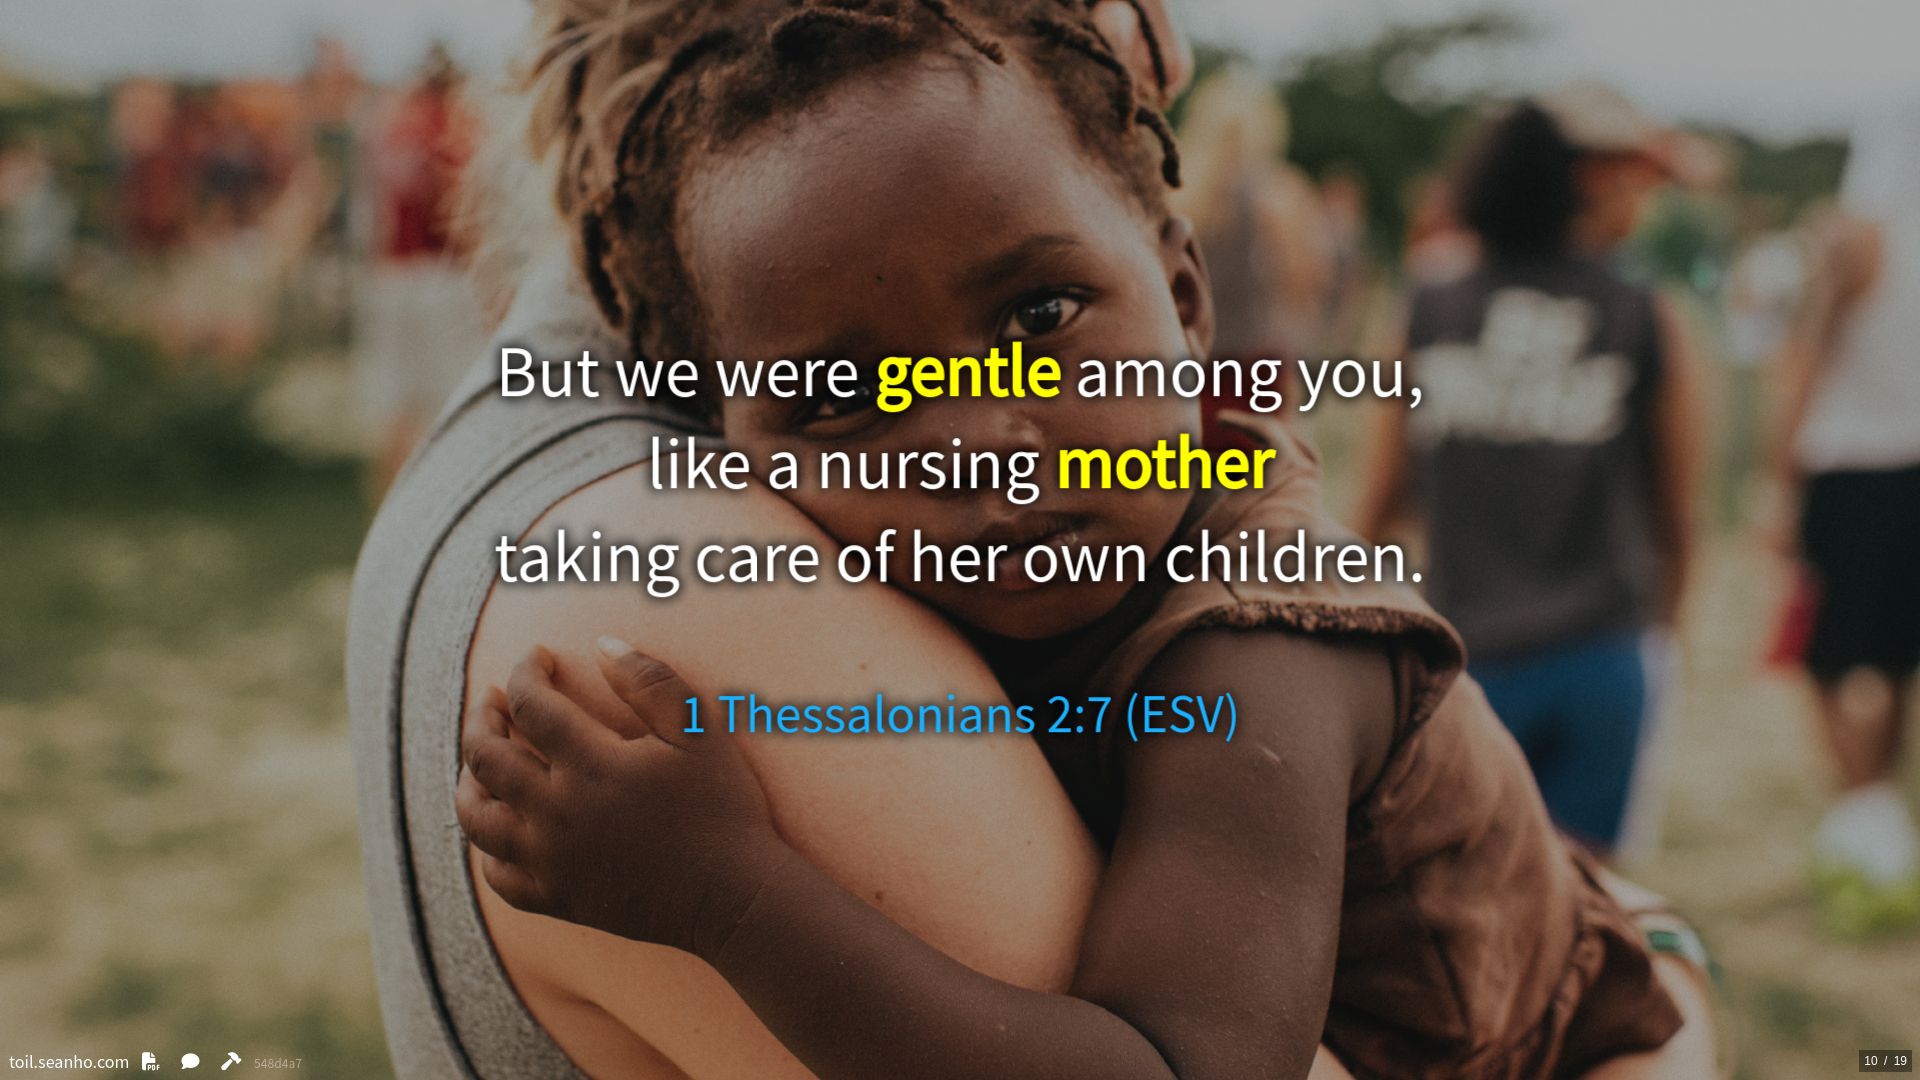 But we were gentle among you,
like a nursing mother
taking care of her own children.
1 Thessalonians 2:7 (ESV)
toil.seanho.com PDF 548d4a7
10 / 19